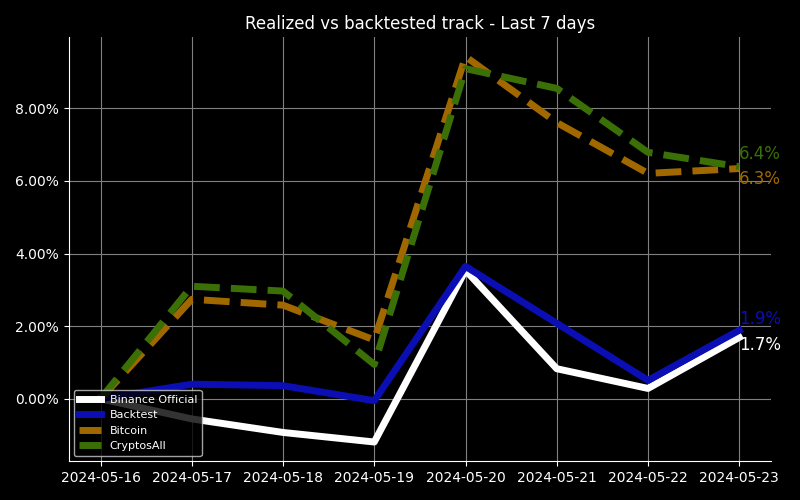 Realized vs backtested track - Last 7 days
8.00%
6.00%
4.00%
2.00%
0.00%
6.4%
6.3%
1.9%
1.7%
Binance Official
Backtest
Bitcoin
CryptosAll
2024-05-16 2024-05-17 2024-05-18 2024-05-19 2024-05-20 2024-05-21 2024-05-22 2024-05-23